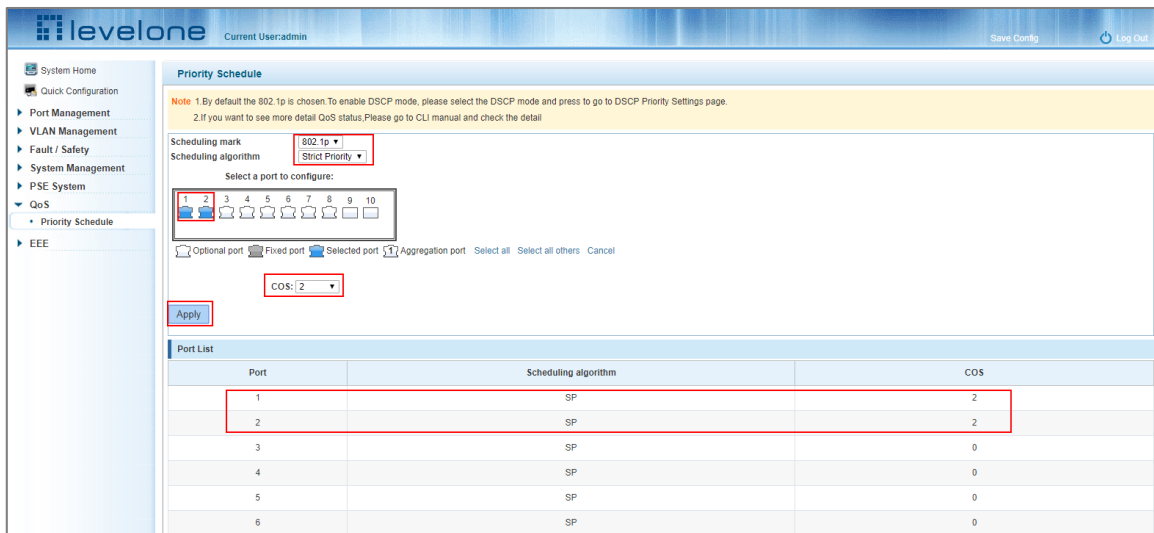 levelone Current User:admin Save Config Log Out
System Home
Quick Configuration
Port Management
VLAN Management
Fault / Safety
System Management
PSE System
QoS
Priority Schedule
EEE
Priority Schedule
Note 1.By default the 802.1p is chosen.To enable DSCP mode, please select the DSCP mode and press to go to DSCP Priority Settings page.
2.If you want to see more detail QoS status,Please go to CLI manual and check the detail
Scheduling mark 802.1p
Scheduling algorithm Strict Priority
Select a port to configure:
1 2 3 4 5 6 7 8 9 10
Optional port Fixed port Selected port 1 Aggregation port Select all Select all others Cancel
COS: 2
Apply
Port List
Port Scheduling algorithm COS
1 SP 2
2 SP 2
3 SP 0
4 SP 0
5 SP 0
6 SP 0